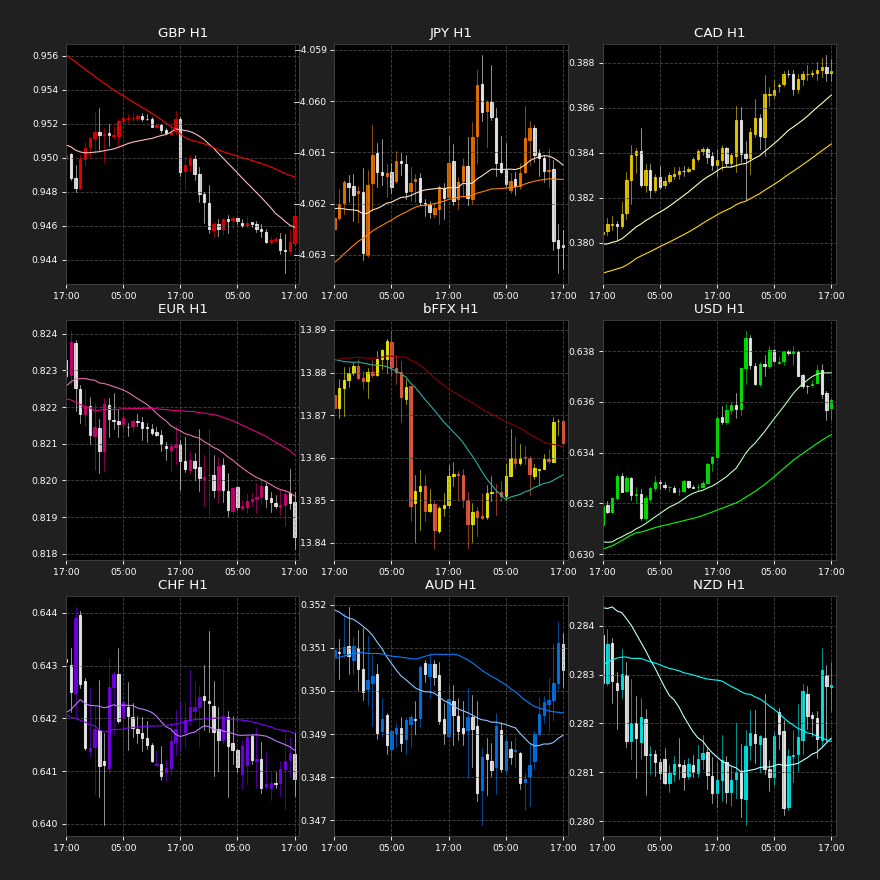 GBP H1
0.956
0.954
0.952
0.950
0.948
0.946
0.944
17:00 05:00 17:00 05:00 17:00
JPY H1
−4.059
−4.060
−4.061
−4.062
−4.063
17:00 05:00 17:00 05:00 17:00
CAD H1
0.388
0.386
0.384
0.382
0.380
17:00 05:00 17:00 05:00 17:00
EUR H1
0.824
0.823
0.822
0.821
0.820
0.819
0.818
17:00 05:00 17:00 05:00 17:00
bFFX H1
13.89
13.88
13.87
13.86
13.85
13.84
17:00 05:00 17:00 05:00 17:00
USD H1
0.638
0.636
0.634
0.632
0.630
17:00 05:00 17:00 05:00 17:00
CHF H1
0.644
0.643
0.642
0.641
0.640
17:00 05:00 17:00 05:00 17:00
AUD H1
0.352
0.351
0.350
0.349
0.348
0.347
17:00 05:00 17:00 05:00 17:00
NZD H1
0.284
0.283
0.282
0.281
0.280
17:00 05:00 17:00 05:00 17:00